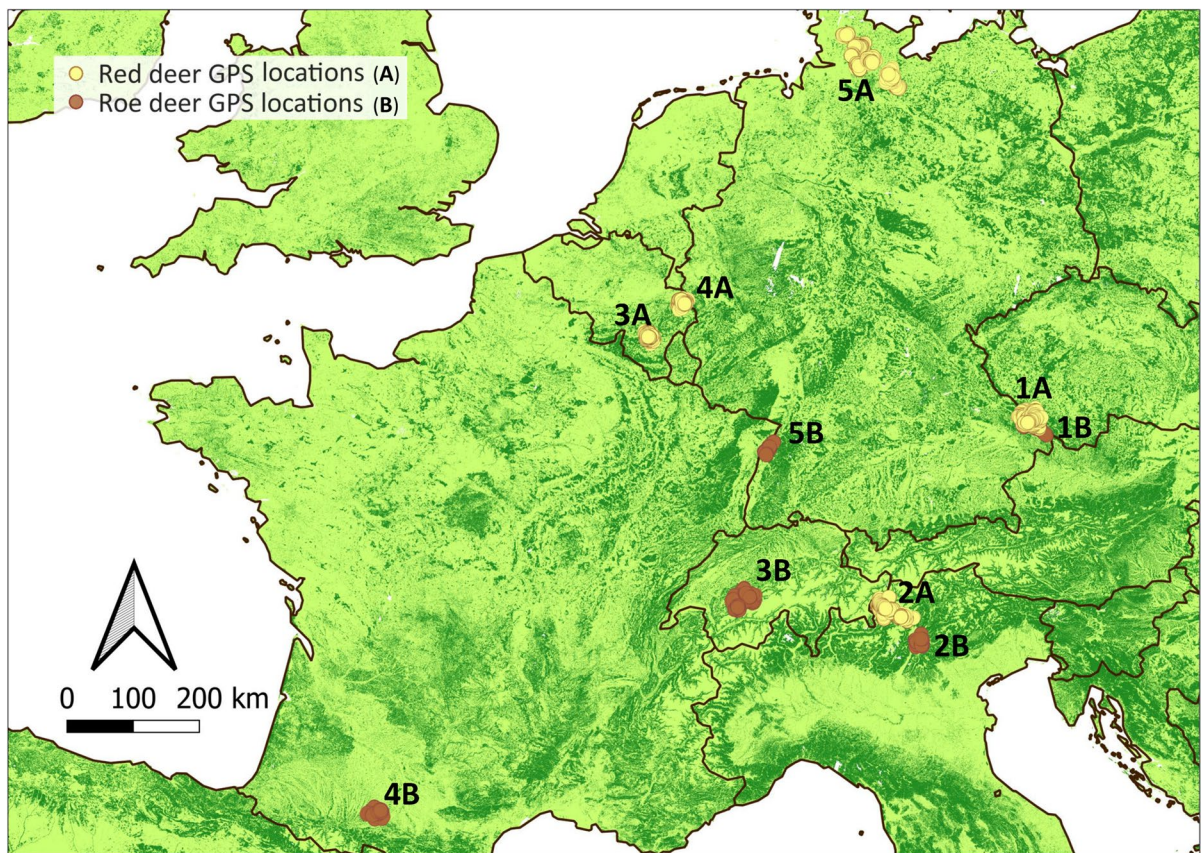 Red deer GPS locations (A)
Roe deer GPS locations (B)
5A
4A
3A
1A
1B
5B
3B
2A
2B
4B
0 100 200 km